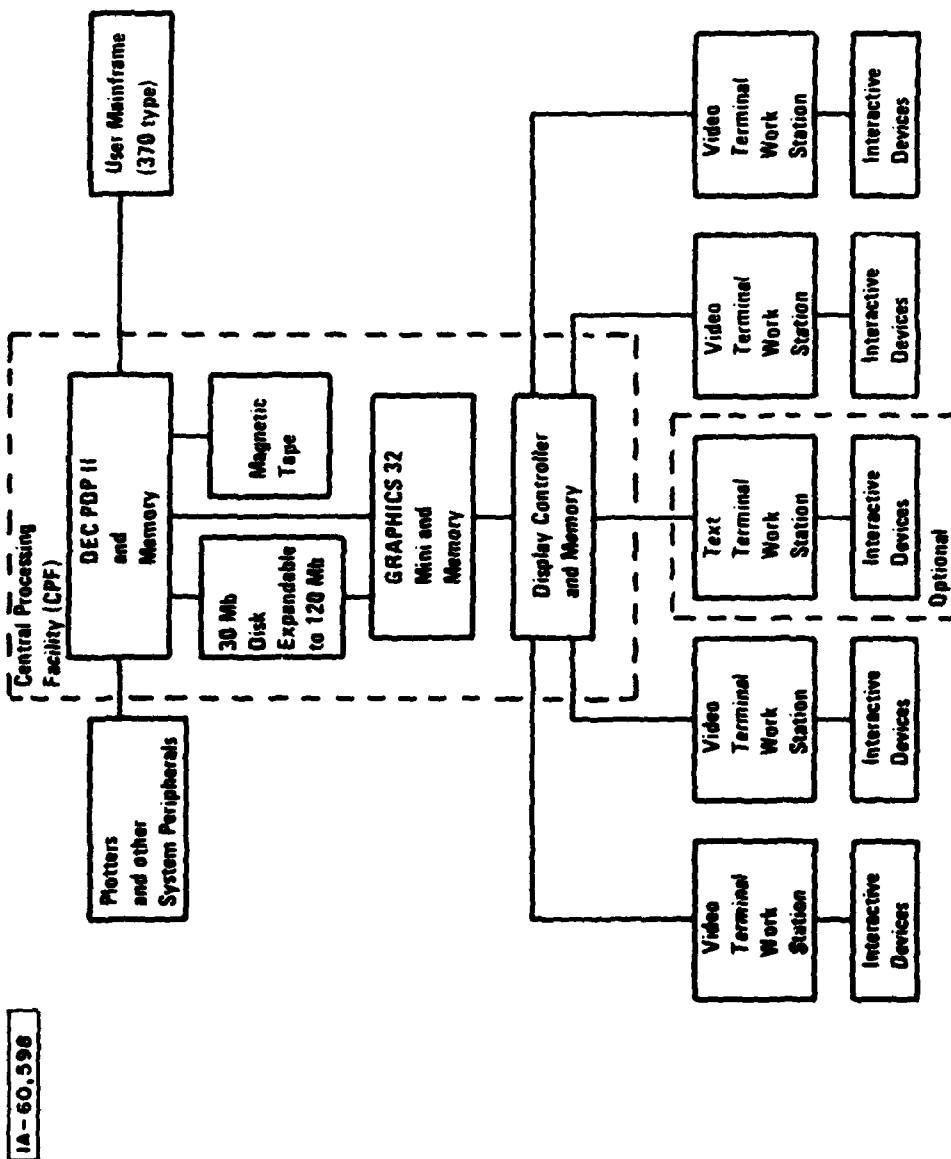 IA-60,598
Central Processing
Facility (CPF)
Plotters
and other
System Peripherals
DEC PDP II
and
Memory
User Mainframe
(370 type)
30 Mb
Disk
Expandable
to 120 Mb
Magnetic
Tape
GRAPHICS 32
Mini and
Memory
Display Controller
and Memory
Video
Terminal
Work
Station
Video
Terminal
Work
Station
Text
Terminal
Work
Station
Video
Terminal
Work
Station
Video
Terminal
Work
Station
Interactive
Devices
Interactive
Devices
Interactive
Devices
Interactive
Devices
Interactive
Devices
Optional